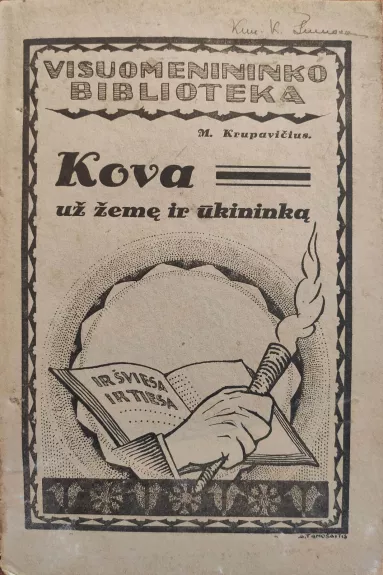 VISUOMENININKO
BIBLIOTEKA
M. Krupavičius.
Kova
už žemę ir ūkininką
IR ŠVIESA
IR TIESA